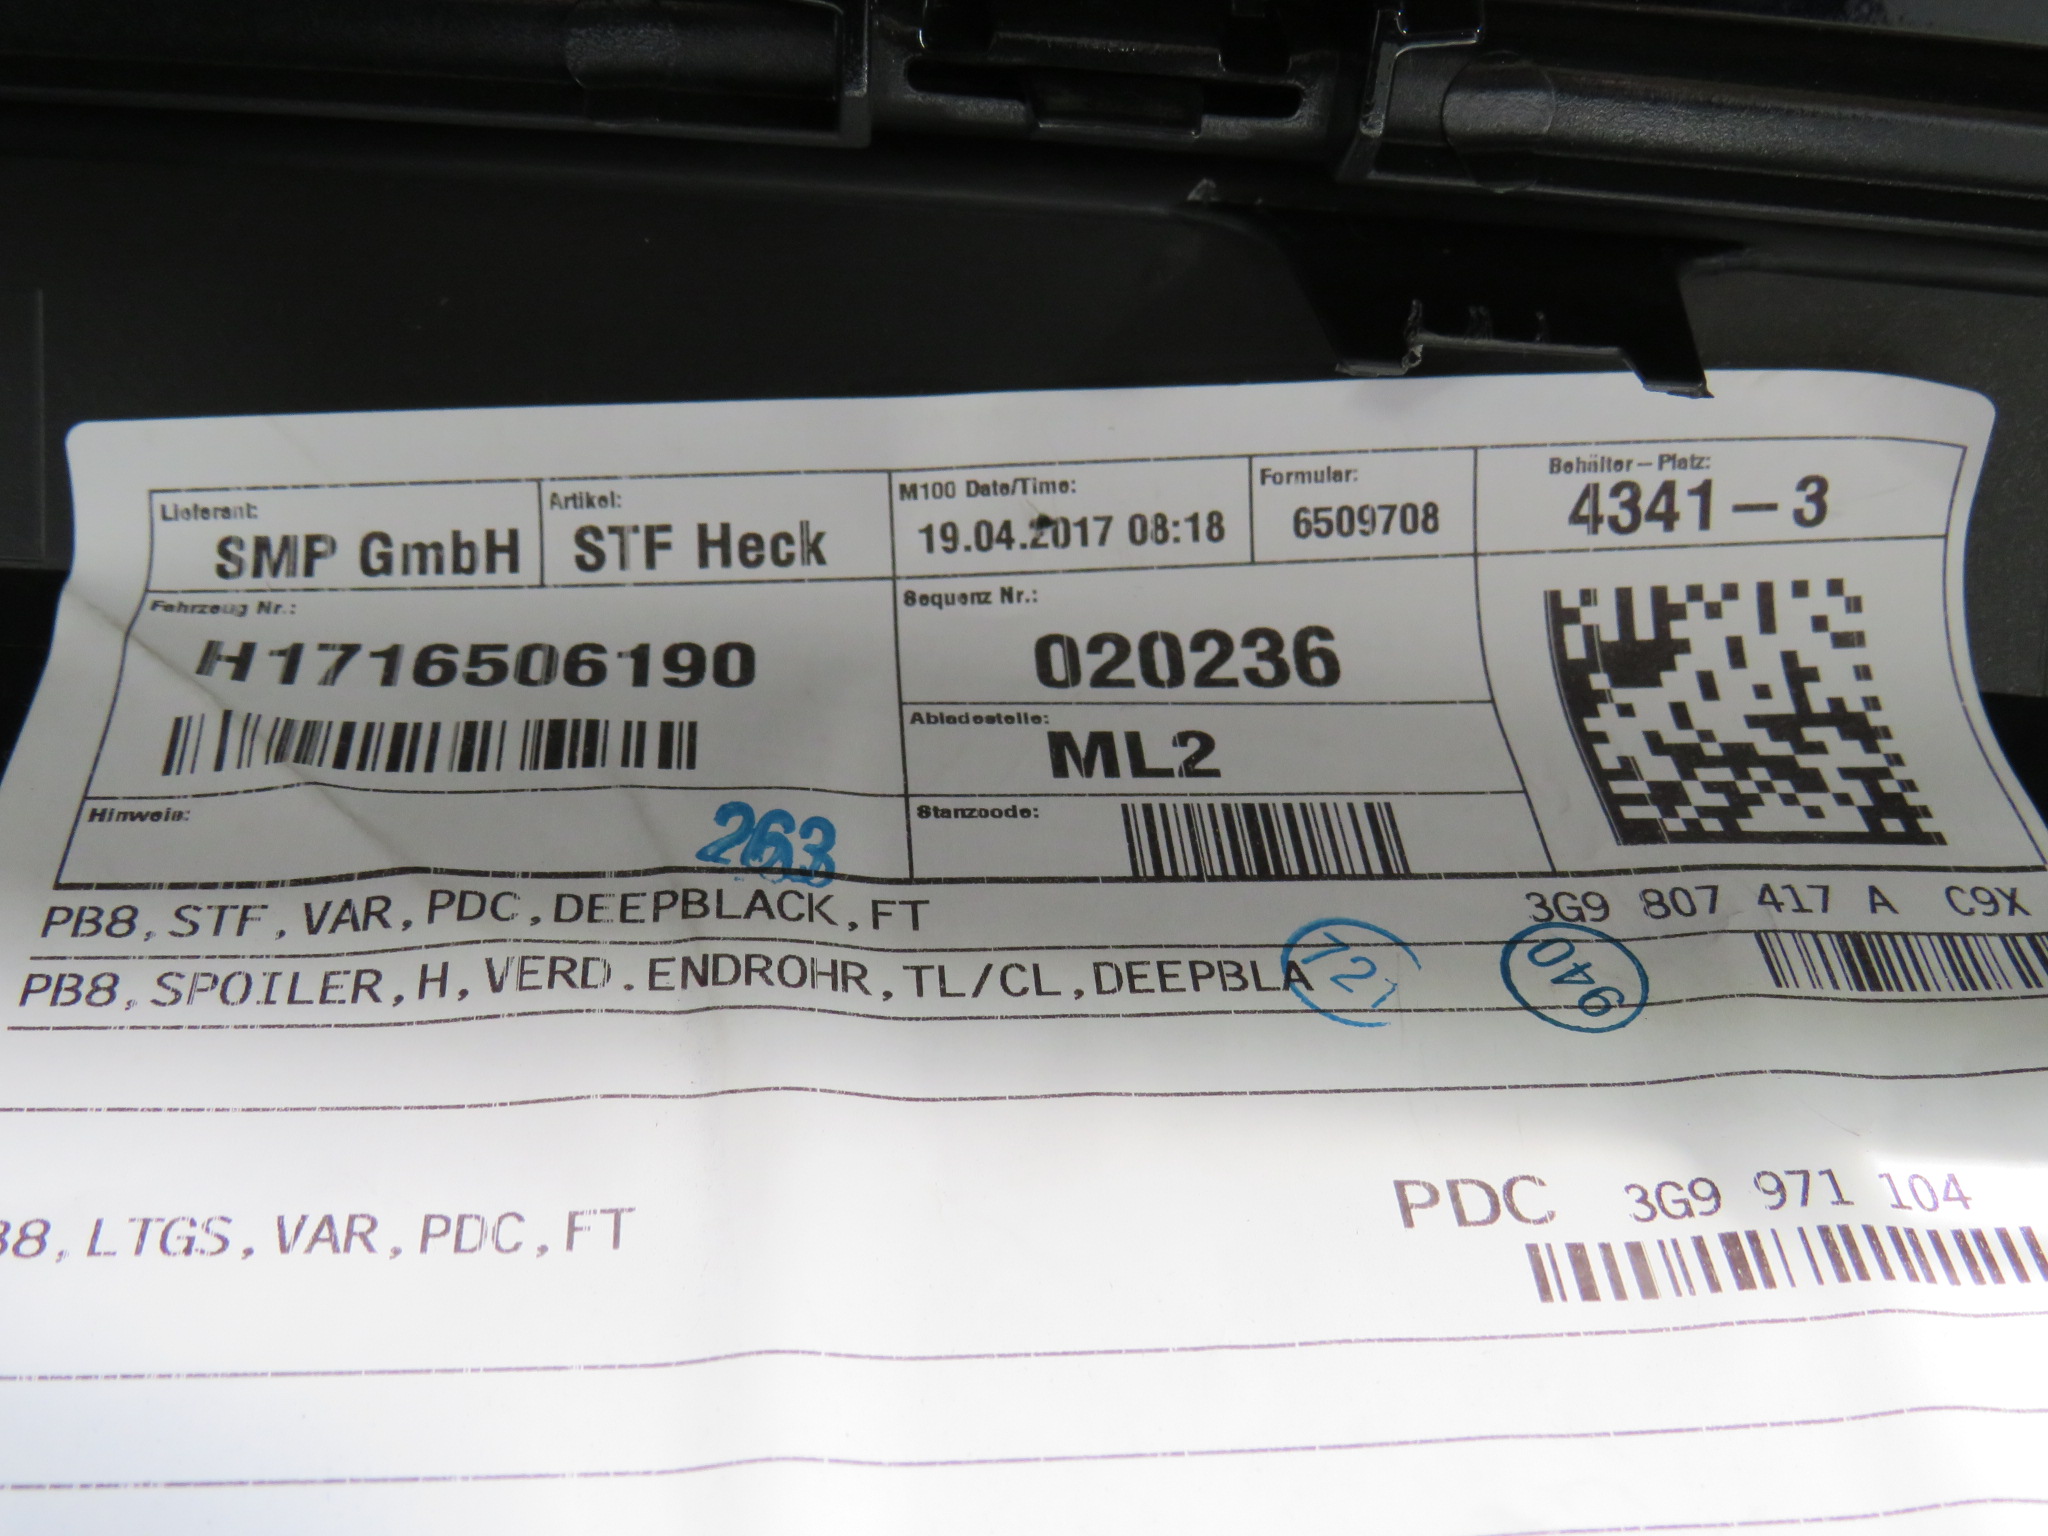 Lieferant: Artikel: M100 Date/Time: Formular: Behälter-Platz:
SMP GmbH STF Heck 19.04.2017 08:18 6509708 4341-3
Fahrzeug Nr.: Sequenz Nr.:
H1716506190 020236
Abladestelle:
ML2
Hinweis: 263 Stanzcode:
PB8,STF,VAR,PDC,DEEPBLACK,FT 3G9 807 417 A C9X
PB8,SPOILER,H,VERD.ENDROHR,TL/CL,DEEPBLA 040
PDC 3G9 971 104
B8,LTGS,VAR,PDC,FT